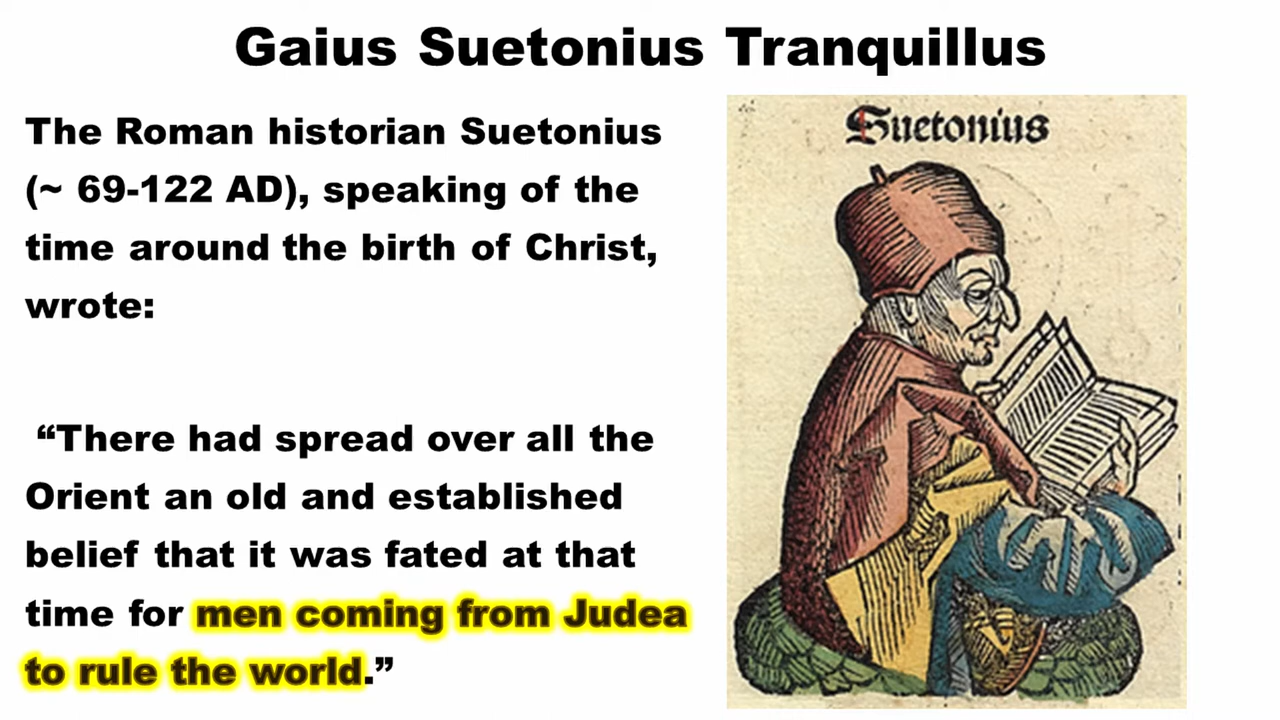 Gaius Suetonius Tranquillus
The Roman historian Suetonius
(~ 69-122 AD), speaking of the
time around the birth of Christ,
wrote:
“There had spread over all the
Orient an old and established
belief that it was fated at that
time for men coming from Judea
to rule the world.”
Suetonius